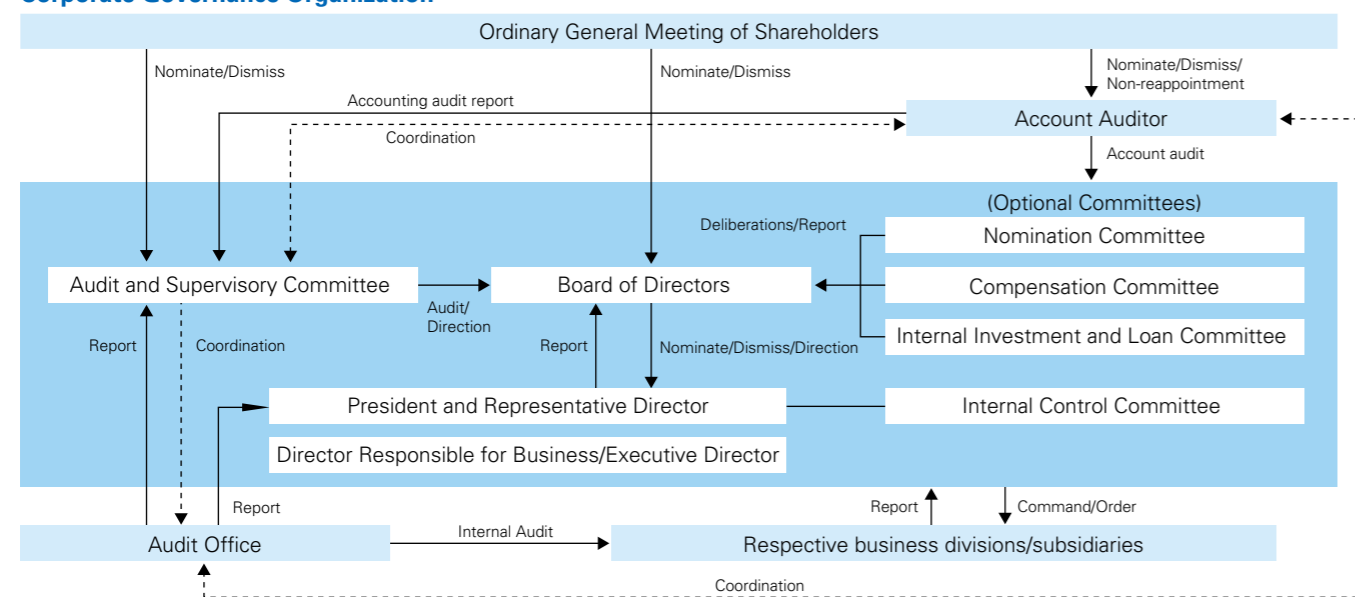 Corporate Governance Organization
Ordinary General Meeting of Shareholders
Nominate/Dismiss
Nominate/Dismiss
Nominate/Dismiss/
Non-reappointment
Accounting audit report
Coordination
Account Auditor
Account audit
(Optional Committees)
Deliberations/Report
Nomination Committee
Audit and Supervisory Committee
Audit/
Direction
Board of Directors
Compensation Committee
Internal Investment and Loan Committee
Report
Coordination
Report
Nominate/Dismiss/Direction
President and Representative Director
Internal Control Committee
Director Responsible for Business/Executive Director
Report
Report
Command/Order
Audit Office
Internal Audit
Respective business divisions/subsidiaries
Coordination